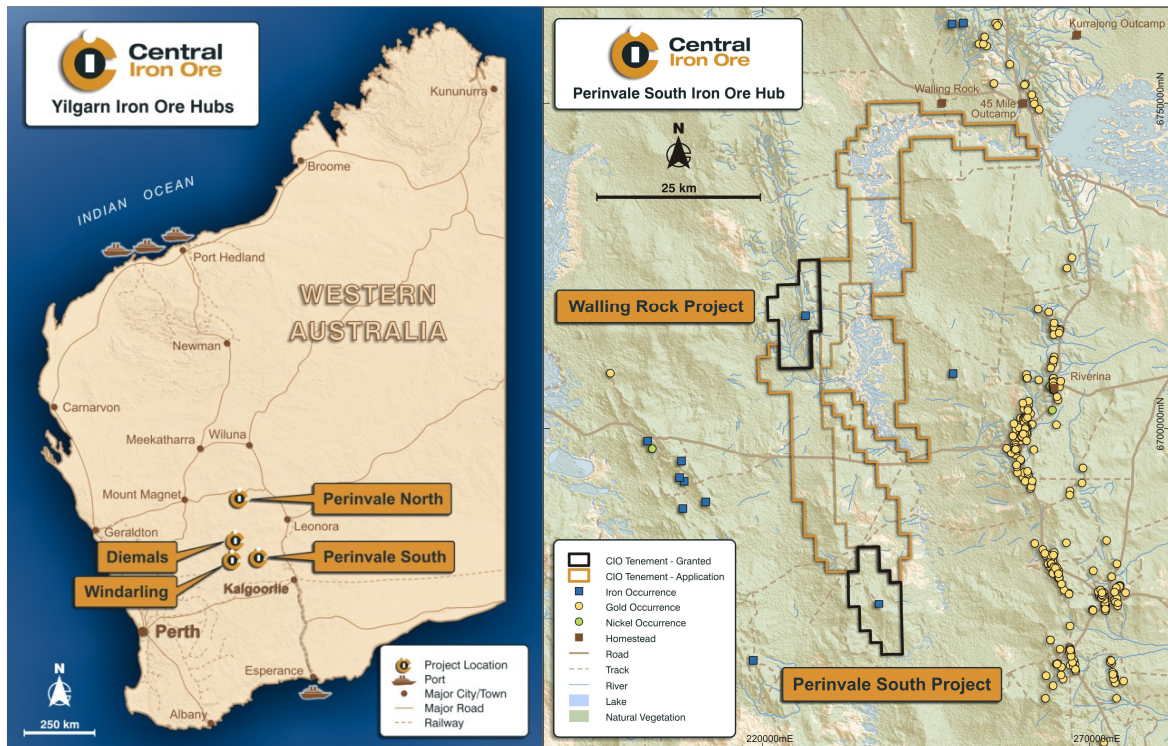 Central
Iron Ore
Yilgarn Iron Ore Hubs
Kununurra
Broome
INDIAN OCEAN
Port Hedland
WESTERN
AUSTRALIA
Newman
Carnarvon
Meekatharra
Wiluna
Mount Magnet
Perinvale North
Geraldton
Leonora
Diemals
Perinvale South
Windarling
Kalgoorlie
Perth
Esperance
Albany
N
250 km
Project Location
Port
Major City/Town
Major Road
Railway
Central
Iron Ore
Perinvale South Iron Ore Hub
Kurrajong Outcamp
Walling Rock
45 Mile
Outcamp
6750000mN
N
25 km
Walling Rock Project
Riverina
6700000mN
CIO Tenement - Granted
CIO Tenement - Application
Iron Occurrence
Gold Occurrence
Nickel Occurrence
Homestead
Road
Track
River
Lake
Natural Vegetation
Perinvale South Project
220000mE
270000mE